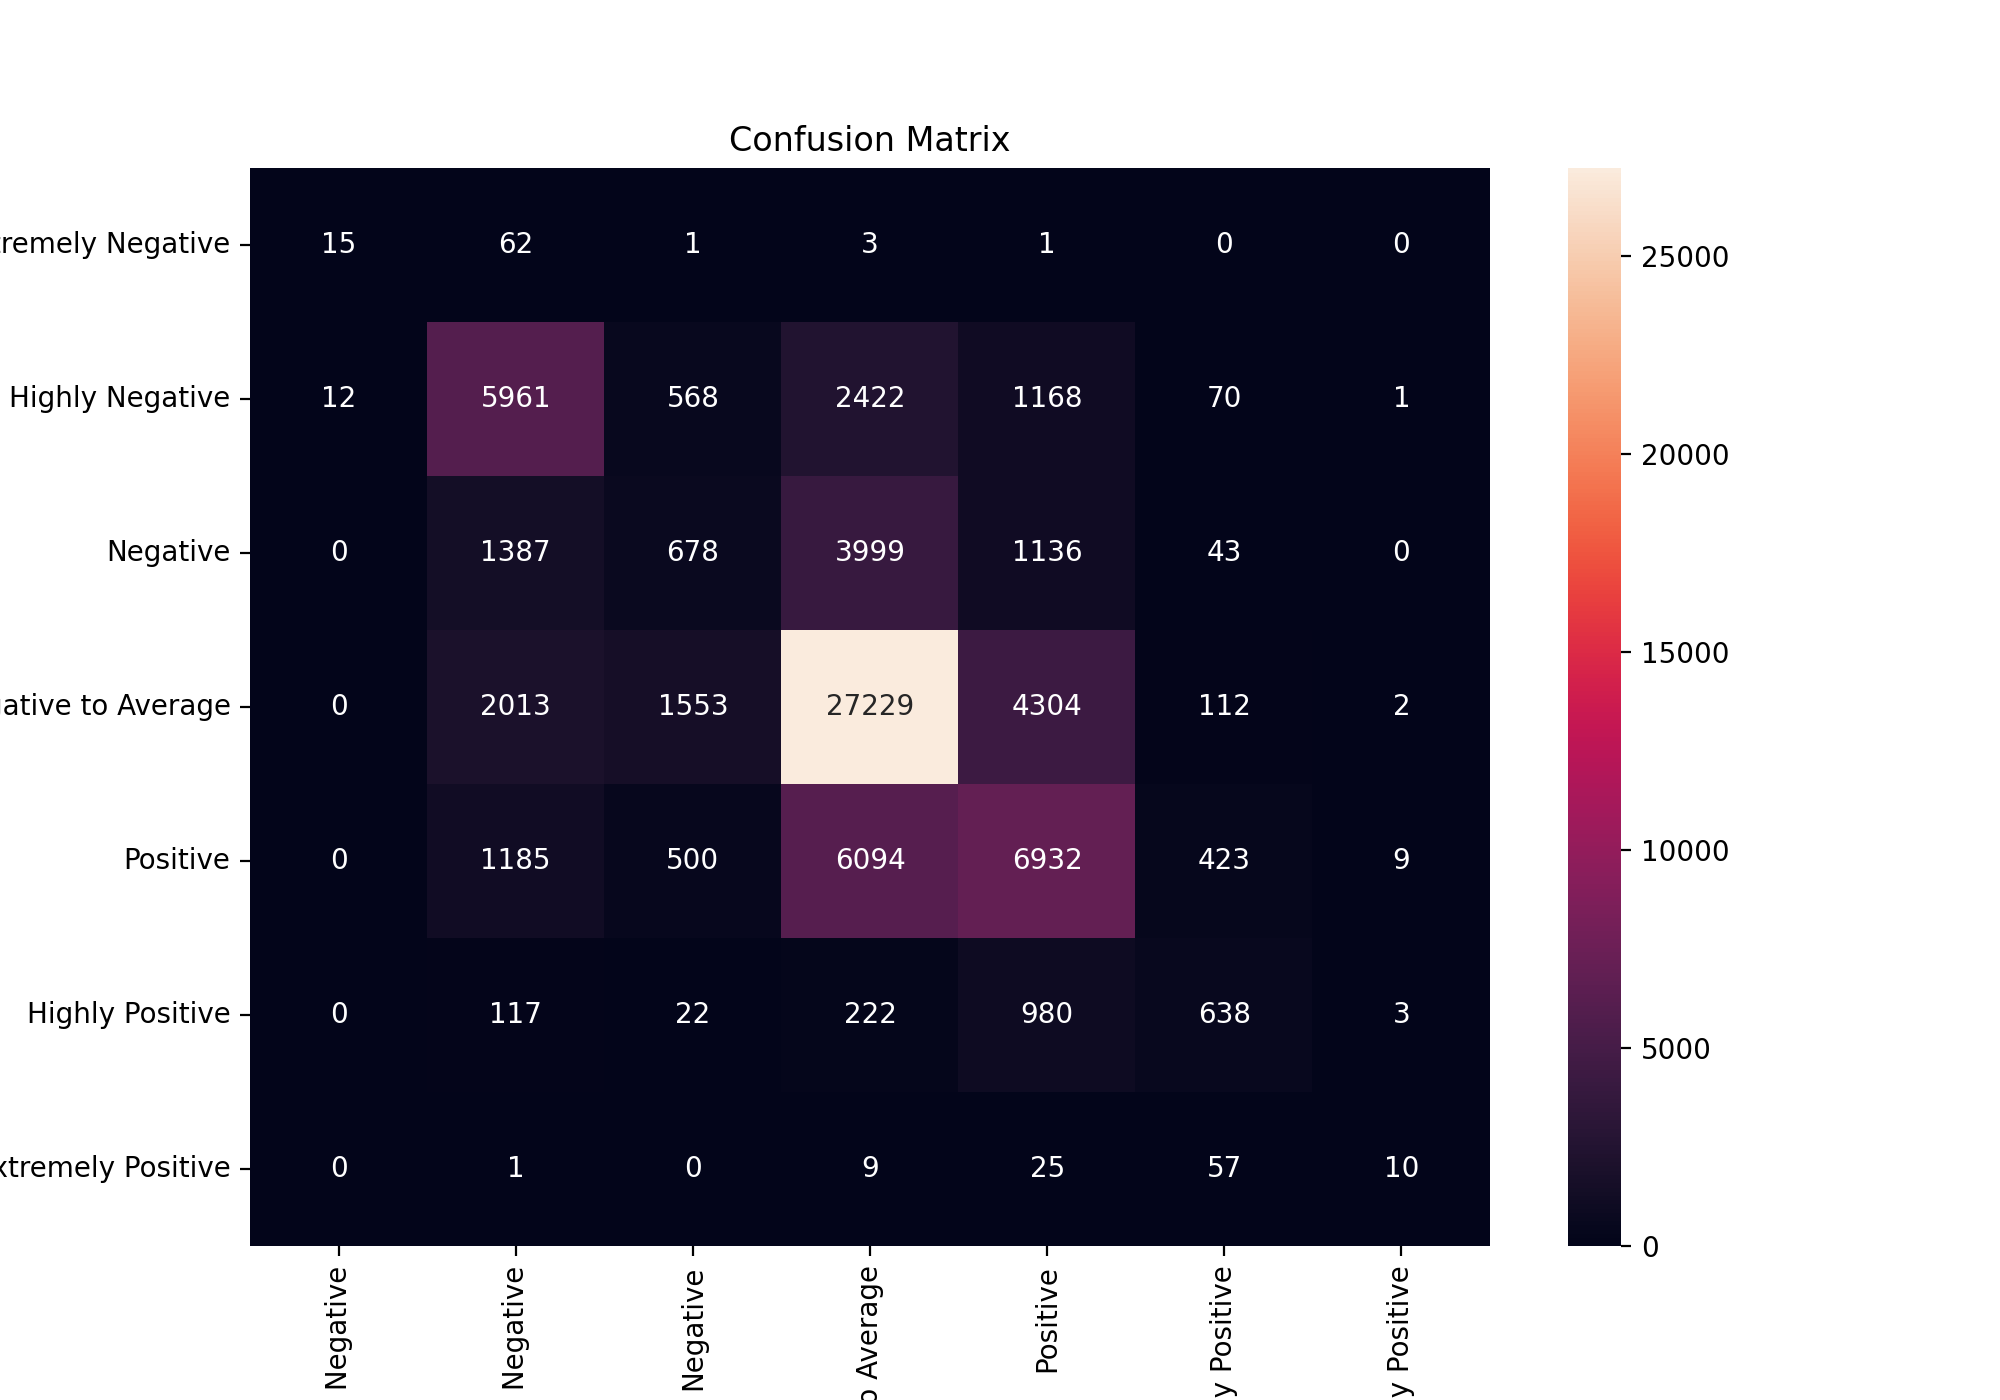 Confusion Matrix
tremely Negative 15 62 1 3 1 0 0
Highly Negative 12 5961 568 2422 1168 70 1
Negative 0 1387 678 3999 1136 43 0
ative to Average 0 2013 1553 27229 4304 112 2
Positive 0 1185 500 6094 6932 423 9
Highly Positive 0 117 22 222 980 638 3
xtremely Positive 0 1 0 9 25 57 10
Negative
Negative
Negative
o Average
Positive
y Positive
y Positive
25000
20000
15000
10000
5000
0